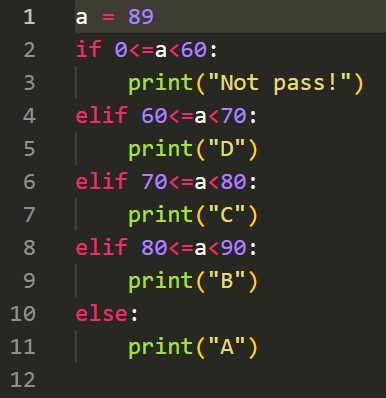 1 a = 89
2 if 0<=a<60:
3     print("Not pass!")
4 elif 60<=a<70:
5     print("D")
6 elif 70<=a<80:
7     print("C")
8 elif 80<=a<90:
9     print("B")
10 else:
11     print("A")
12